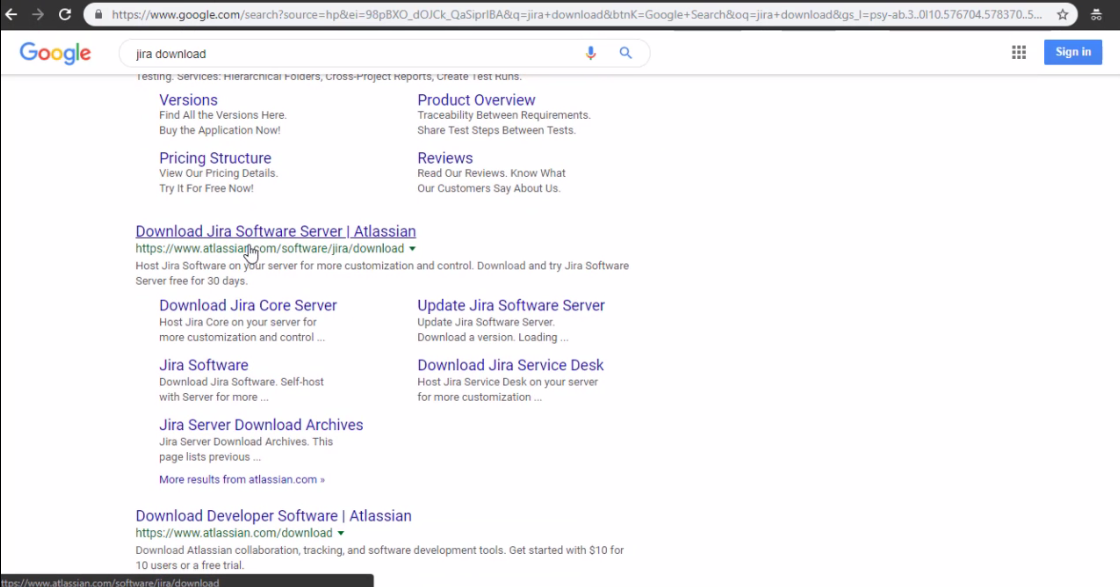 https://www.google.com/search?source=hp&ei=98pBXO_dOJCk_QaSiprIBA&q=jira+download&btnK=Google+Search&oq=jira+download&gs_l=psy-ab.3..0l10.576704.578370..5...
Google
jira download
Sign in
Testing. Services: Hierarchical Folders, Cross-Project Reports, Create Test Runs.
Versions
Find All the Versions Here.
Buy the Application Now!
Product Overview
Traceability Between Requirements.
Share Test Steps Between Tests.
Pricing Structure
View Our Pricing Details.
Try It For Free Now!
Reviews
Read Our Reviews. Know What
Our Customers Say About Us.
Download Jira Software Server | Atlassian
https://www.atlassian.com/software/jira/download
Host Jira Software on your server for more customization and control. Download and try Jira Software
Server free for 30 days.
Download Jira Core Server
Host Jira Core on your server for
more customization and control ...
Update Jira Software Server
Update Jira Software Server.
Download a version. Loading ...
Jira Software
Download Jira Software. Self-host
with Server for more ...
Download Jira Service Desk
Host Jira Service Desk on your server
for more customization ...
Jira Server Download Archives
Jira Server Download Archives. This
page lists previous ...
More results from atlassian.com »
Download Developer Software | Atlassian
https://www.atlassian.com/download
Download Atlassian collaboration, tracking, and software development tools. Get started with $10 for
10 users or a free trial.
ttps://www.atlassian.com/software/jira/download